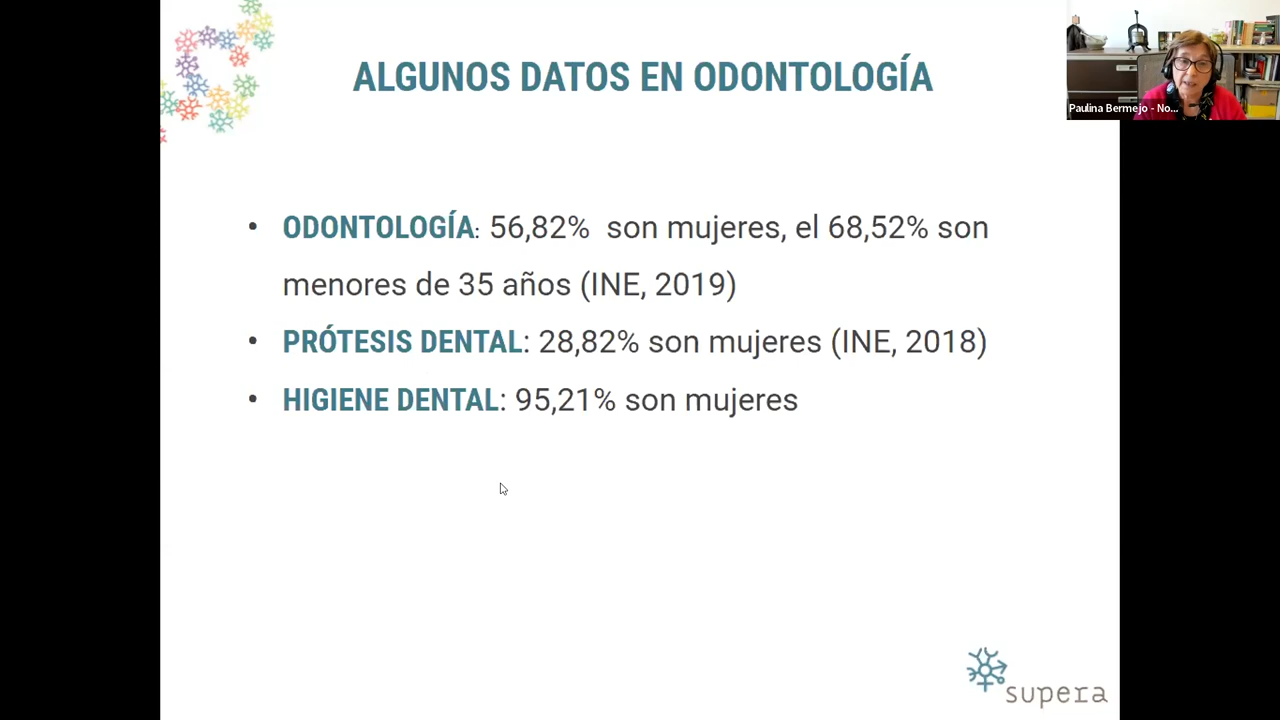 ALGUNOS DATOS EN ODONTOLOGÍA
Paulina Bermejo - No...
• ODONTOLOGÍA: 56,82% son mujeres, el 68,52% son
menores de 35 años (INE, 2019)
• PRÓTESIS DENTAL: 28,82% son mujeres (INE, 2018)
• HIGIENE DENTAL: 95,21% son mujeres
supera